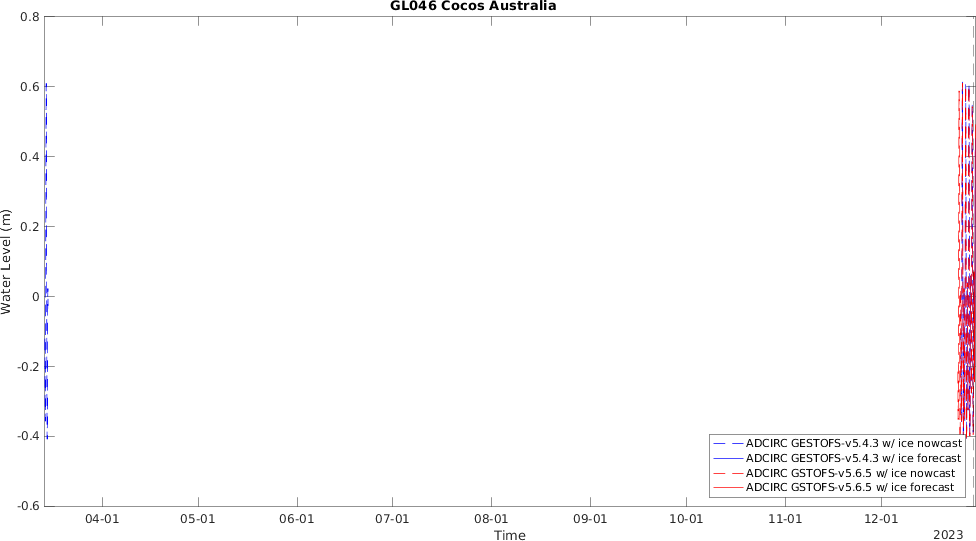 GL046 Cocos Australia
0.8
0.6
0.4
0.2
0
-0.2
-0.4
-0.6
Water Level (m)
ADCIRC GESTOFS-v5.4.3 w/ ice nowcast
ADCIRC GESTOFS-v5.4.3 w/ ice forecast
ADCIRC GSTOFS-v5.6.5 w/ ice nowcast
ADCIRC GSTOFS-v5.6.5 w/ ice forecast
04-01 05-01 06-01 07-01 08-01 09-01 10-01 11-01 12-01
Time
2023